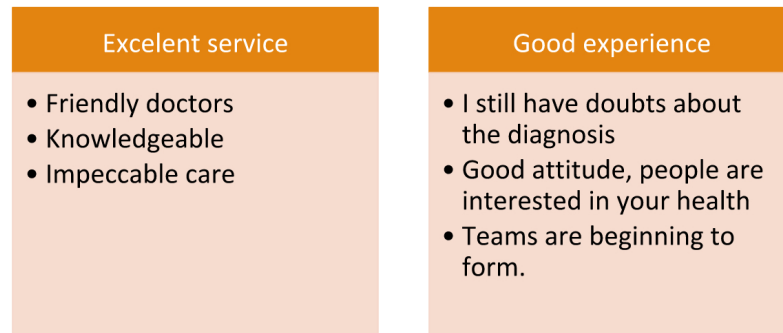 Excelent service
• Friendly doctors
• Knowledgeable
• Impeccable care
Good experience
• I still have doubts about
the diagnosis
• Good attitude, people are
interested in your health
• Teams are beginning to
form.